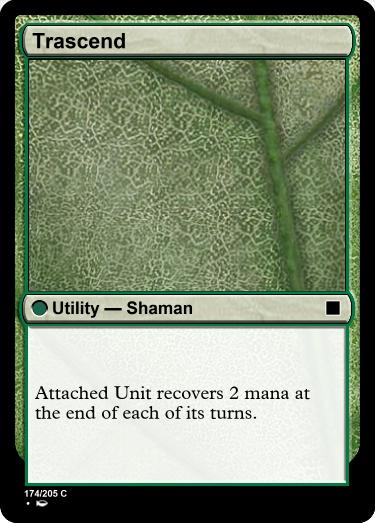 Trascend
Utility — Shaman
Attached Unit recovers 2 mana at
the end of each of its turns.
174/205 C